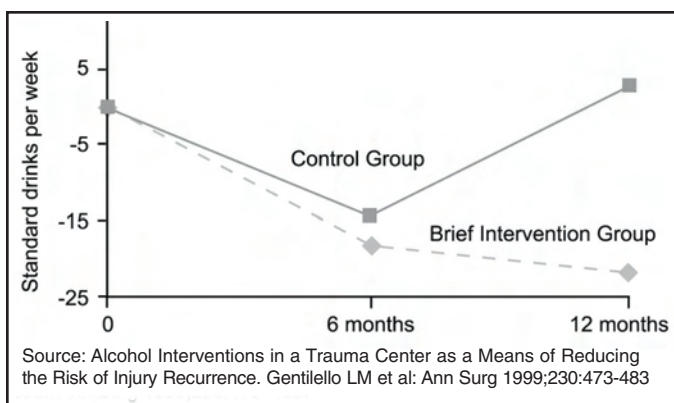 Standard drinks per week
5
-5
-15
-25
Control Group
Brief Intervention Group
0 6 months 12 months
Source: Alcohol Interventions in a Trauma Center as a Means of Reducing
the Risk of Injury Recurrence. Gentilello LM et al: Ann Surg 1999;230:473-483